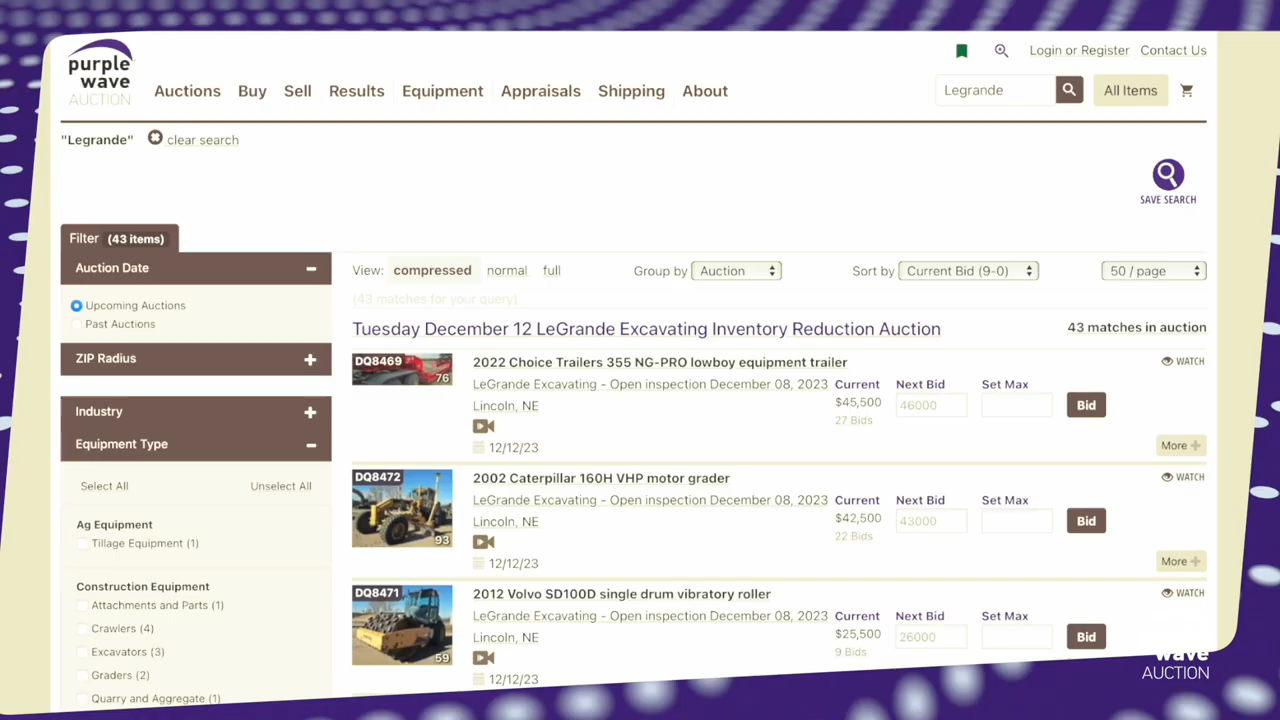 purple
wave
AUCTION
Login or Register Contact Us
Auctions Buy Sell Results Equipment Appraisals Shipping About
Legrande
All Items
"Legrande" clear search
SAVE SEARCH
Filter (43 items)
Auction Date
Upcoming Auctions
Past Auctions
ZIP Radius
Industry
Equipment Type
Select All Unselect All
Ag Equipment
Tillage Equipment (1)
Construction Equipment
Attachments and Parts (1)
Crawlers (4)
Excavators (3)
Graders (2)
Quarry and Aggregate (1)
View: compressed normal full Group by Auction Sort by Current Bid (9-0) 50 / page
(43 matches for your query)
Tuesday December 12 LeGrande Excavating Inventory Reduction Auction 43 matches in auction
DQ8469
76
2022 Choice Trailers 355 NG-PRO lowboy equipment trailer WATCH
LeGrande Excavating - Open inspection December 08, 2023 Current Next Bid Set Max
Lincoln, NE $45,500 46000 Bid
27 Bids
12/12/23 More +
DQ8472
93
2002 Caterpillar 160H VHP motor grader WATCH
LeGrande Excavating - Open inspection December 08, 2023 Current Next Bid Set Max
Lincoln, NE $42,500 43000 Bid
22 Bids
12/12/23 More +
DQ8471
59
2012 Volvo SD100D single drum vibratory roller WATCH
LeGrande Excavating - Open inspection December 08, 2023 Current Next Bid Set Max
Lincoln, NE $25,500 26000 Bid
9 Bids
12/12/23
wave
AUCTION